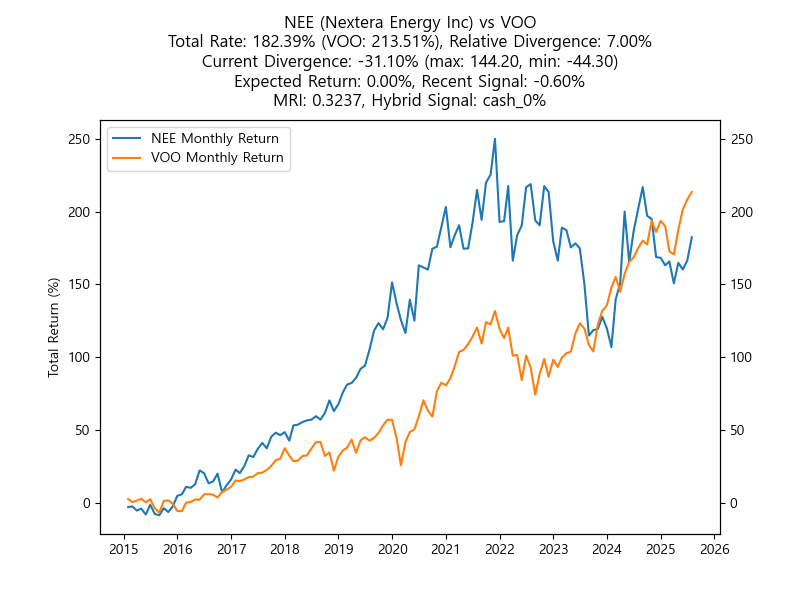 NEE (Nextera Energy Inc) vs VOO
Total Rate: 182.39% (VOO: 213.51%), Relative Divergence: 7.00%
Current Divergence: -31.10% (max: 144.20, min: -44.30)
Expected Return: 0.00%, Recent Signal: -0.60%
MRI: 0.3237, Hybrid Signal: cash_0%
NEE Monthly Return
VOO Monthly Return
250
200
150
100
50
0
Total Return (%)
250
200
150
100
50
0
2015 2016 2017 2018 2019 2020 2021 2022 2023 2024 2025 2026